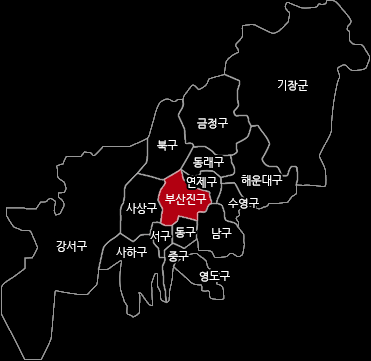 기장군
금정구
북구
동래구
연제구
해운대구
부산진구
수영구
사상구
서구
동구
남구
강서구
사하구
중구
영도구